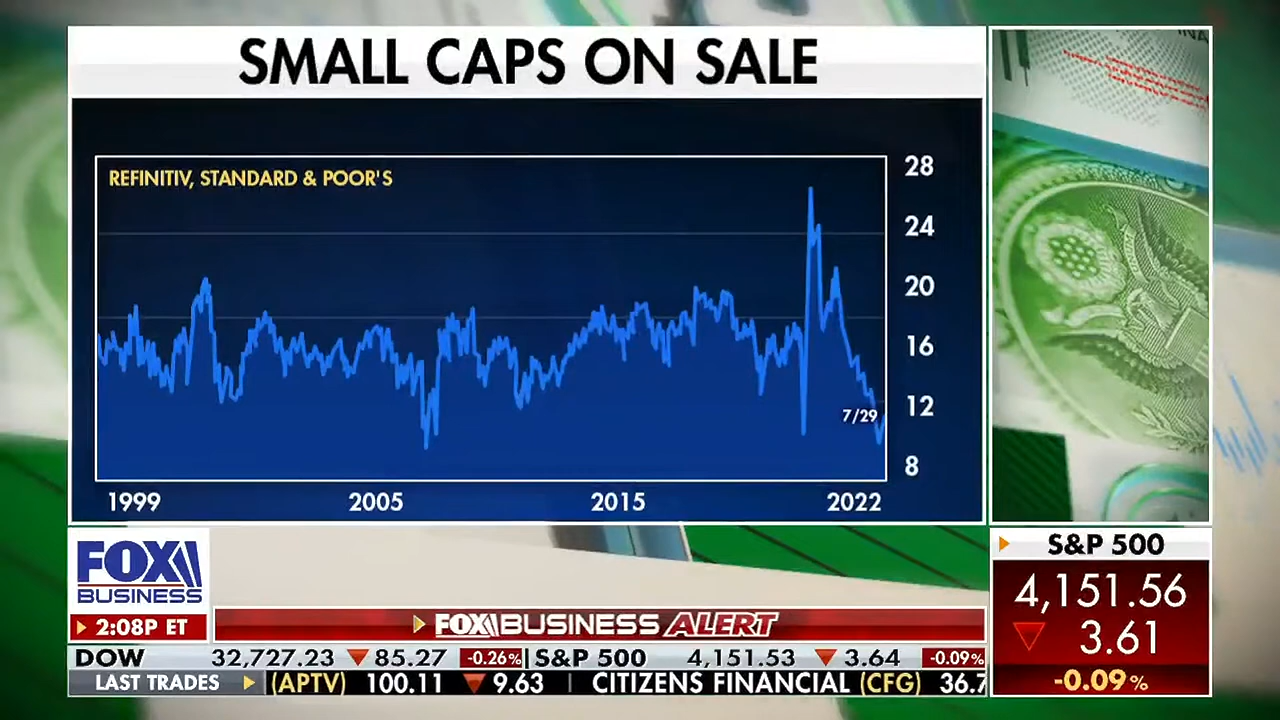 SMALL CAPS ON SALE
REFINITIV, STANDARD & POOR'S
28
24
20
16
12
8
7/29
1999 2005 2015 2022
FOX BUSINESS
2:08P ET
FOX BUSINESS ALERT
S&P 500
4,151.56
3.61
-0.09%
DOW 32,727.23 85.27 -0.26% S&P 500 4,151.53 3.64 -0.09%
LAST TRADES (APTV) 100.11 9.63 CITIZENS FINANCIAL (CFG) 36.7